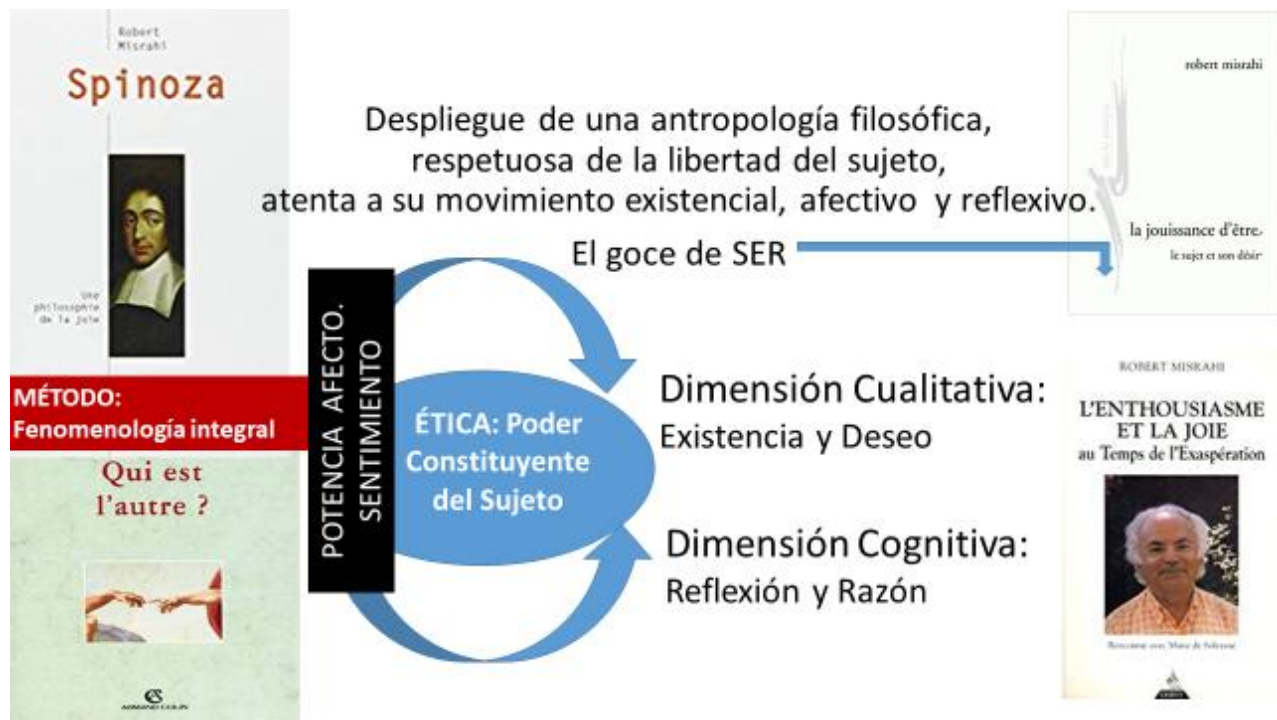 Robert
Misrahi
Spinoza
Une
philosophie
de la joie
MÉTODO:
Fenomenología integral
Qui est
l'autre ?
ARMAND COLIN
Despliegue de una antropología filosófica,
respetuosa de la libertad del sujeto,
atenta a su movimiento existencial, afectivo y reflexivo.
El goce de SER
POTENCIA AFECTO.
SENTIMIENTO
ÉTICA: Poder
Constituyente
del Sujeto
Dimensión Cualitativa:
Existencia y Deseo
Dimensión Cognitiva:
Reflexión y Razón
robert misrahi
la jouissance d'être
le sujet et son désir
ROBERT MISRAHI
L'ENTHOUSIASME
ET LA JOIE
au Temps de l'Exaspération